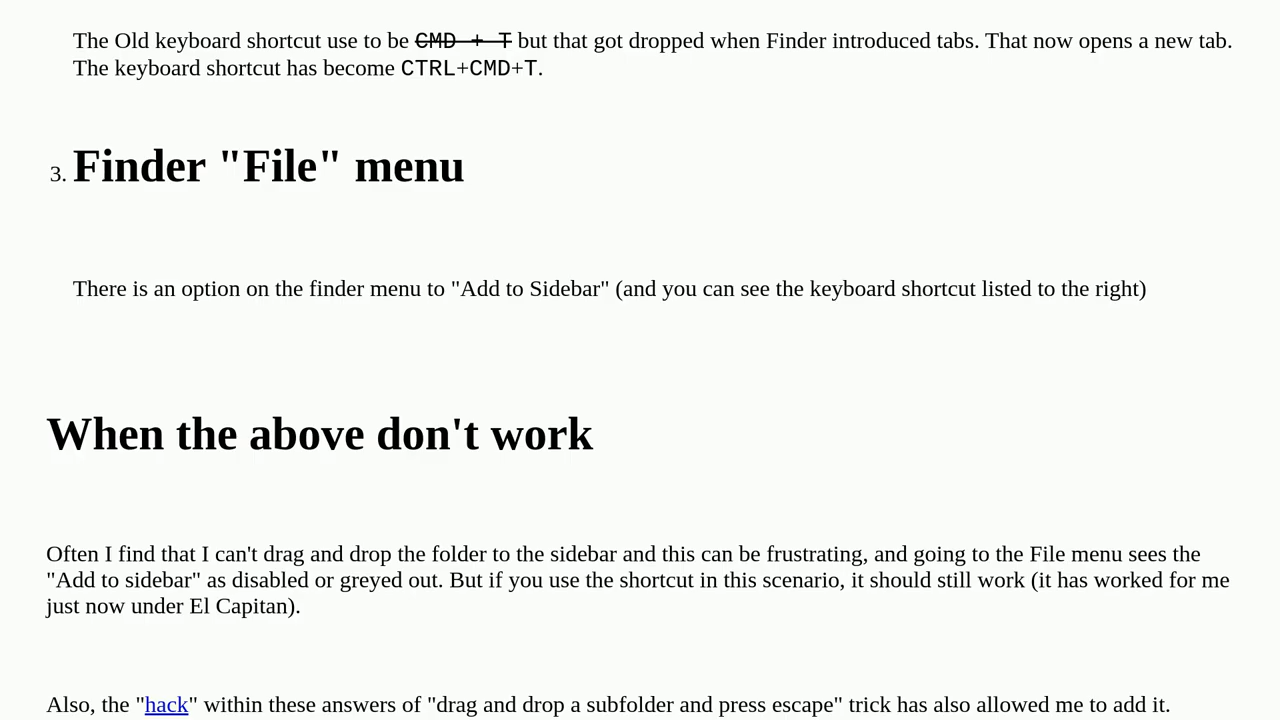 The Old keyboard shortcut use to be CMD + T but that got dropped when Finder introduced tabs. That now opens a new tab.
The keyboard shortcut has become CTRL+CMD+T.
3. Finder "File" menu
There is an option on the finder menu to "Add to Sidebar" (and you can see the keyboard shortcut listed to the right)
When the above don't work
Often I find that I can't drag and drop the folder to the sidebar and this can be frustrating, and going to the File menu sees the
"Add to sidebar" as disabled or greyed out. But if you use the shortcut in this scenario, it should still work (it has worked for me
just now under El Capitan).
Also, the "hack" within these answers of "drag and drop a subfolder and press escape" trick has also allowed me to add it.